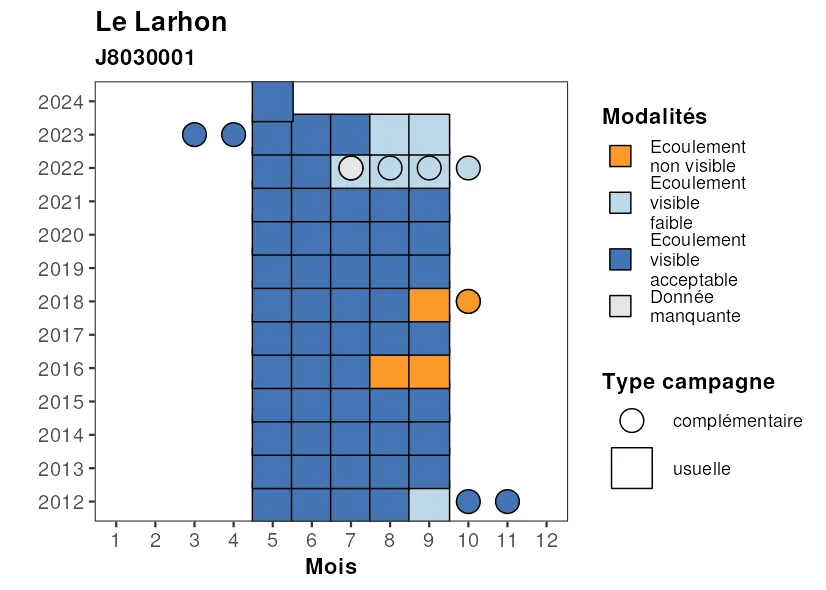 Le Larhon
J8030001
2024
2023
2022
2021
2020
2019
2018
2017
2016
2015
2014
2013
2012
1 2 3 4 5 6 7 8 9 10 11 12
Mois
Modalités
Ecoulement
non visible
Ecoulement
visible
faible
Ecoulement
visible
acceptable
Donnée
manquante
Type campagne
complémentaire
usuelle